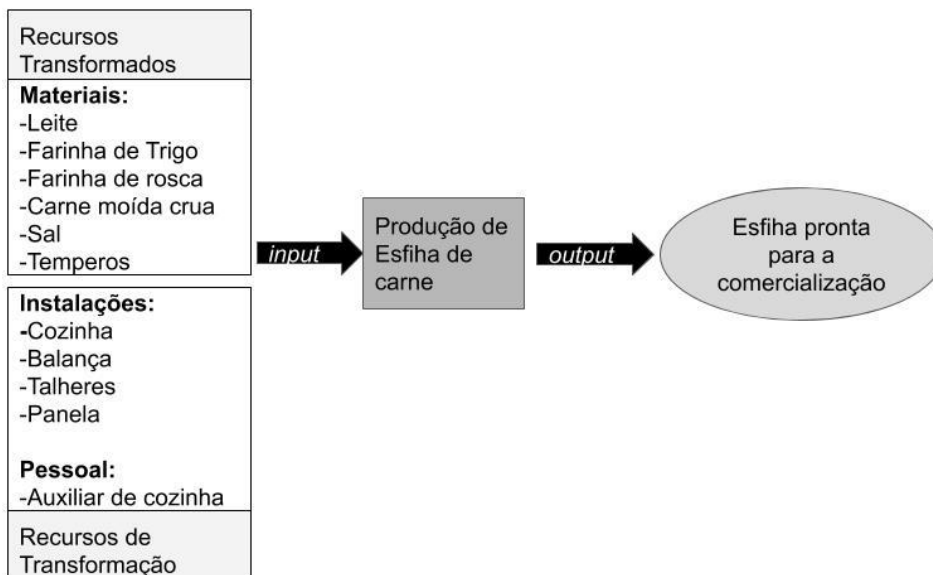 Recursos
Transformados
Materiais:
-Leite
-Farinha de Trigo
-Farinha de rosca
-Carne moída crua
-Sal
-Temperos
Instalações:
-Cozinha
-Balança
-Talheres
-Panela
Pessoal:
-Auxiliar de cozinha
Recursos de
Transformação
input
Produção de
Esfiha de
carne
output
Esfiha pronta
para a
comercialização